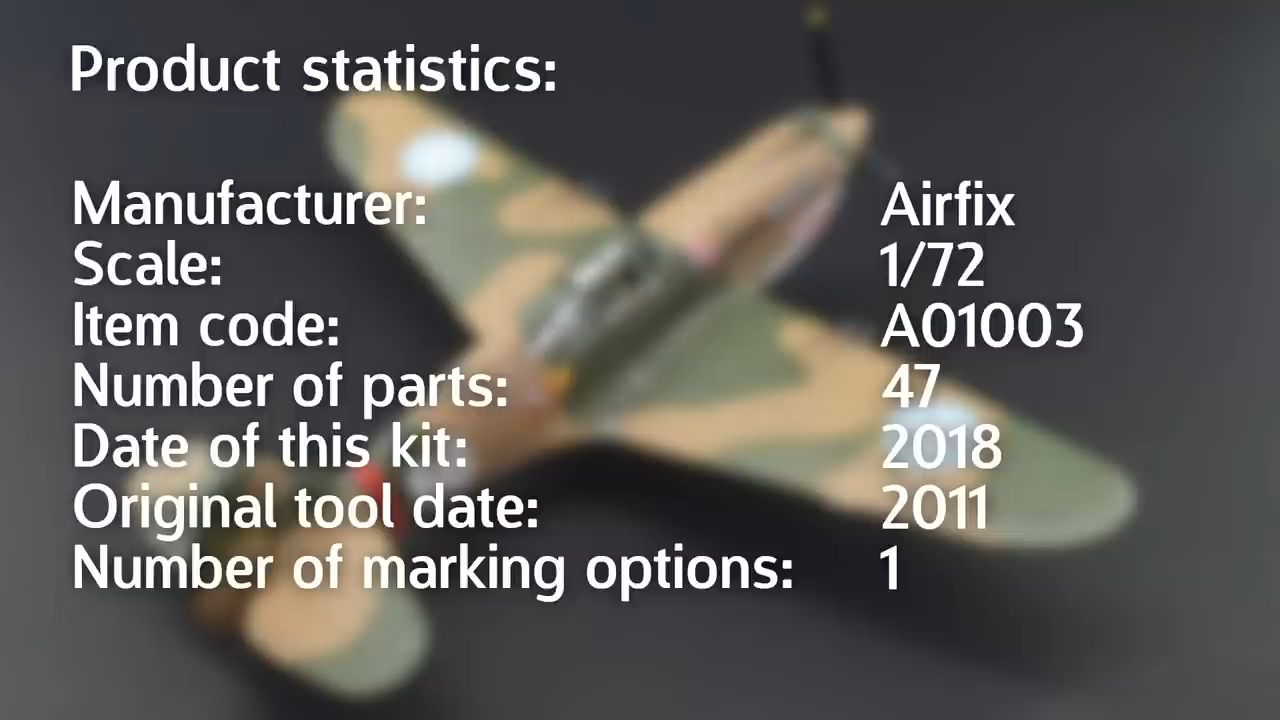 Product statistics:
Manufacturer: Airfix
Scale: 1/72
Item code: A01003
Number of parts: 47
Date of this kit: 2018
Original tool date: 2011
Number of marking options: 1